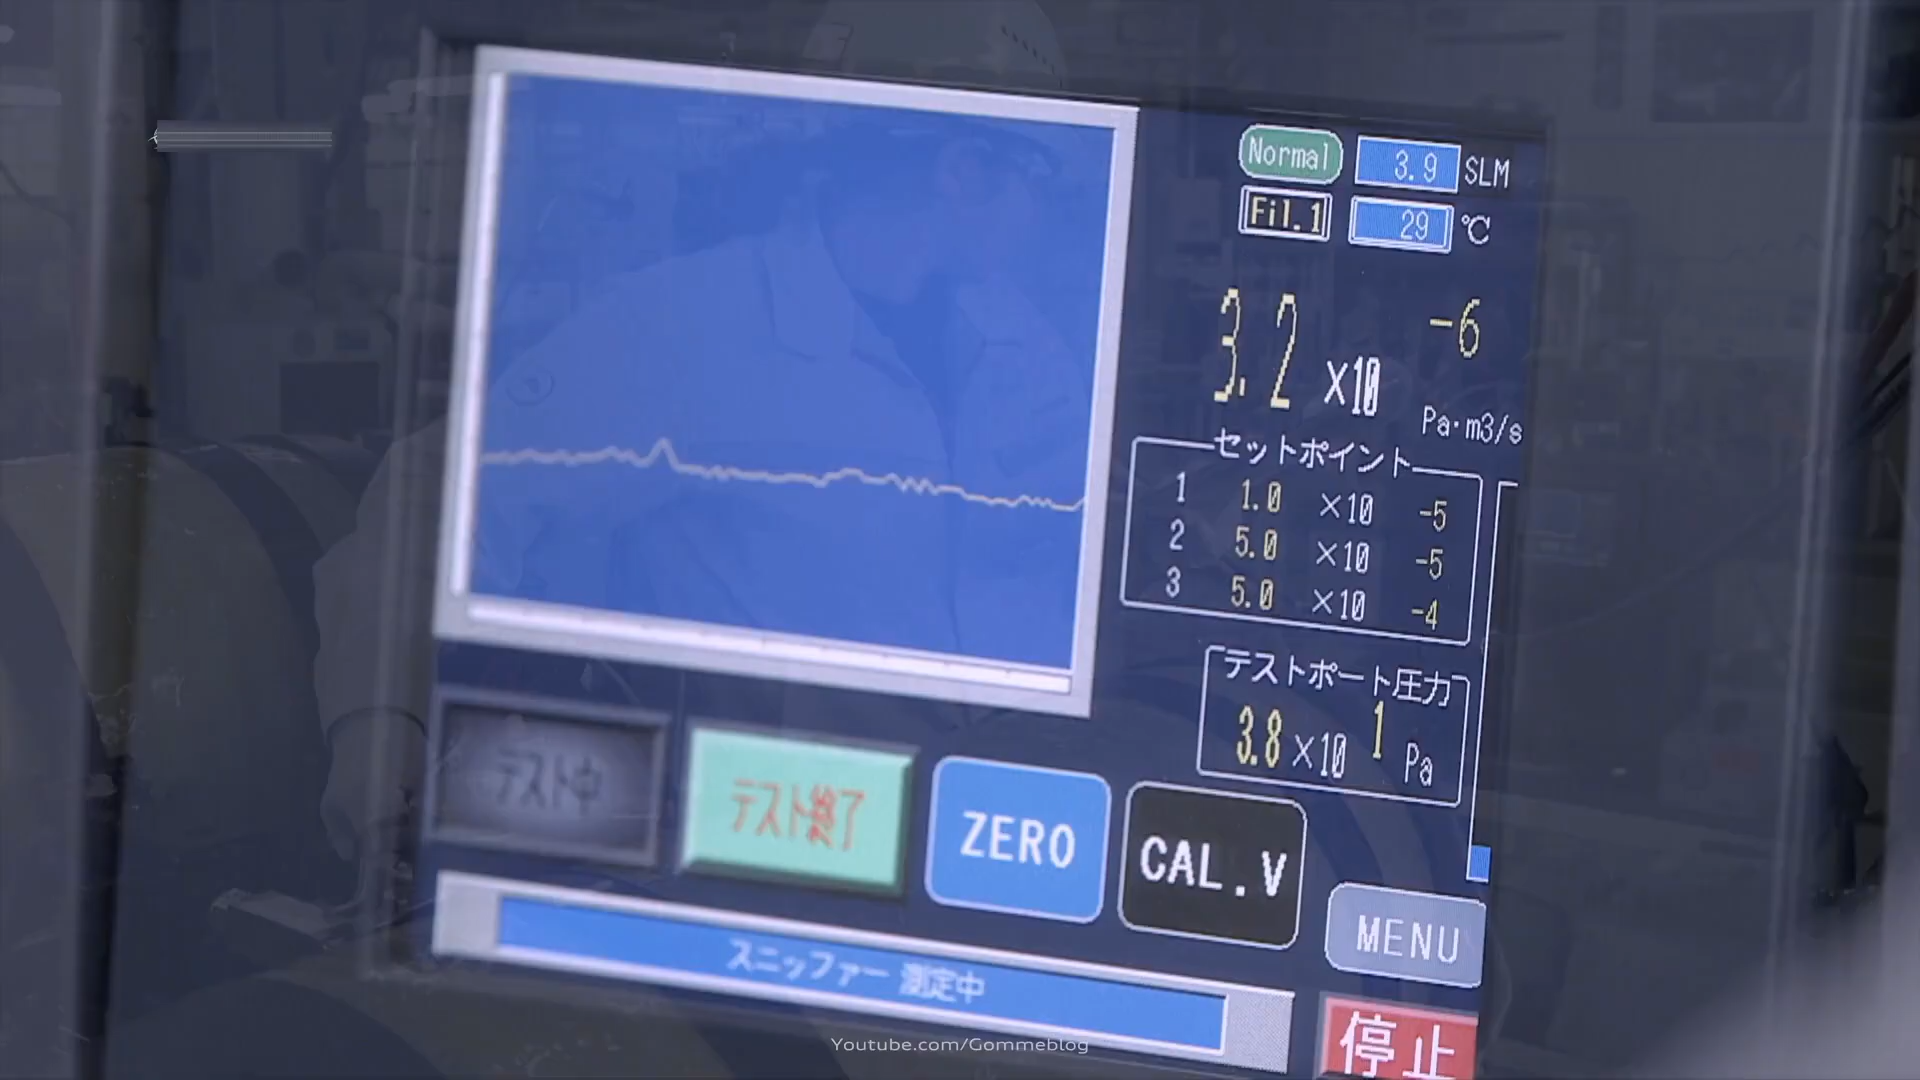 Normal 3.9 SLM
Fil.1 29 ℃
3.2 ×10 -6
Pa·m3/s
セットポイント
1 1.0 ×10 -5
2 5.0 ×10 -5
3 5.0 ×10 -4
テストポート圧力
3.8 ×10 1 Pa
テスト中
テスト終了
ZERO
CAL.V
MENU
スニッファー 測定中
停止
Youtube.com/Gommeblog